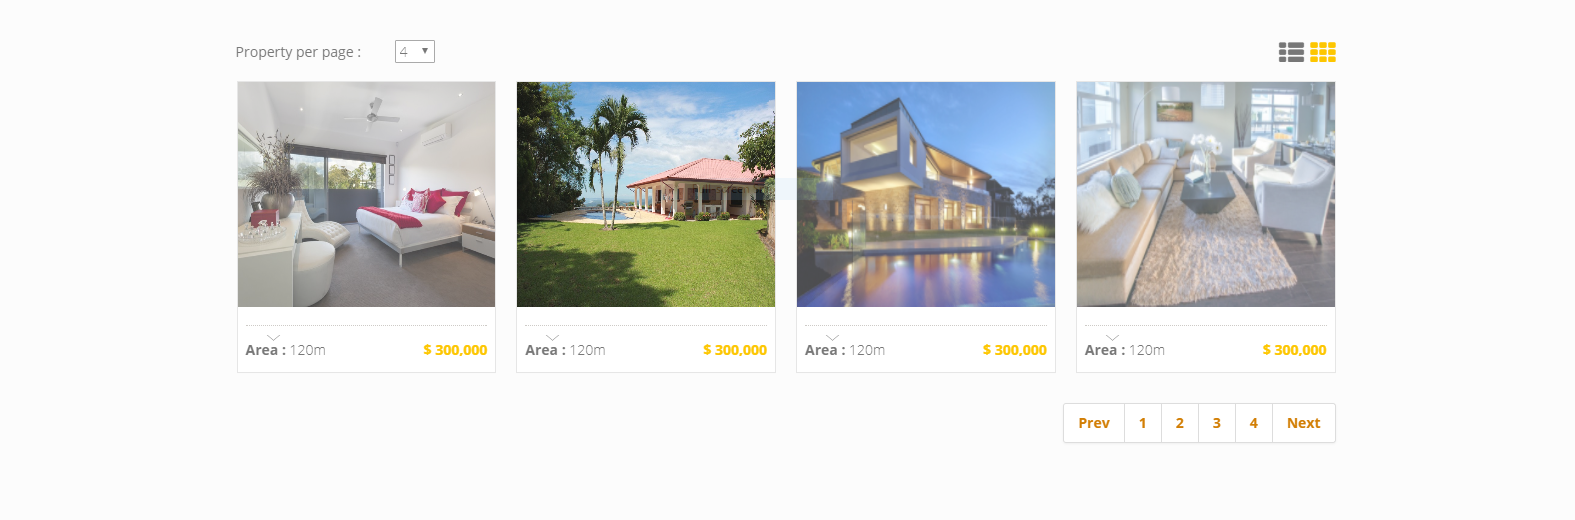 Property per page : 4
Area : 120m $ 300,000
Area : 120m $ 300,000
Area : 120m $ 300,000
Area : 120m $ 300,000
Prev 1 2 3 4 Next